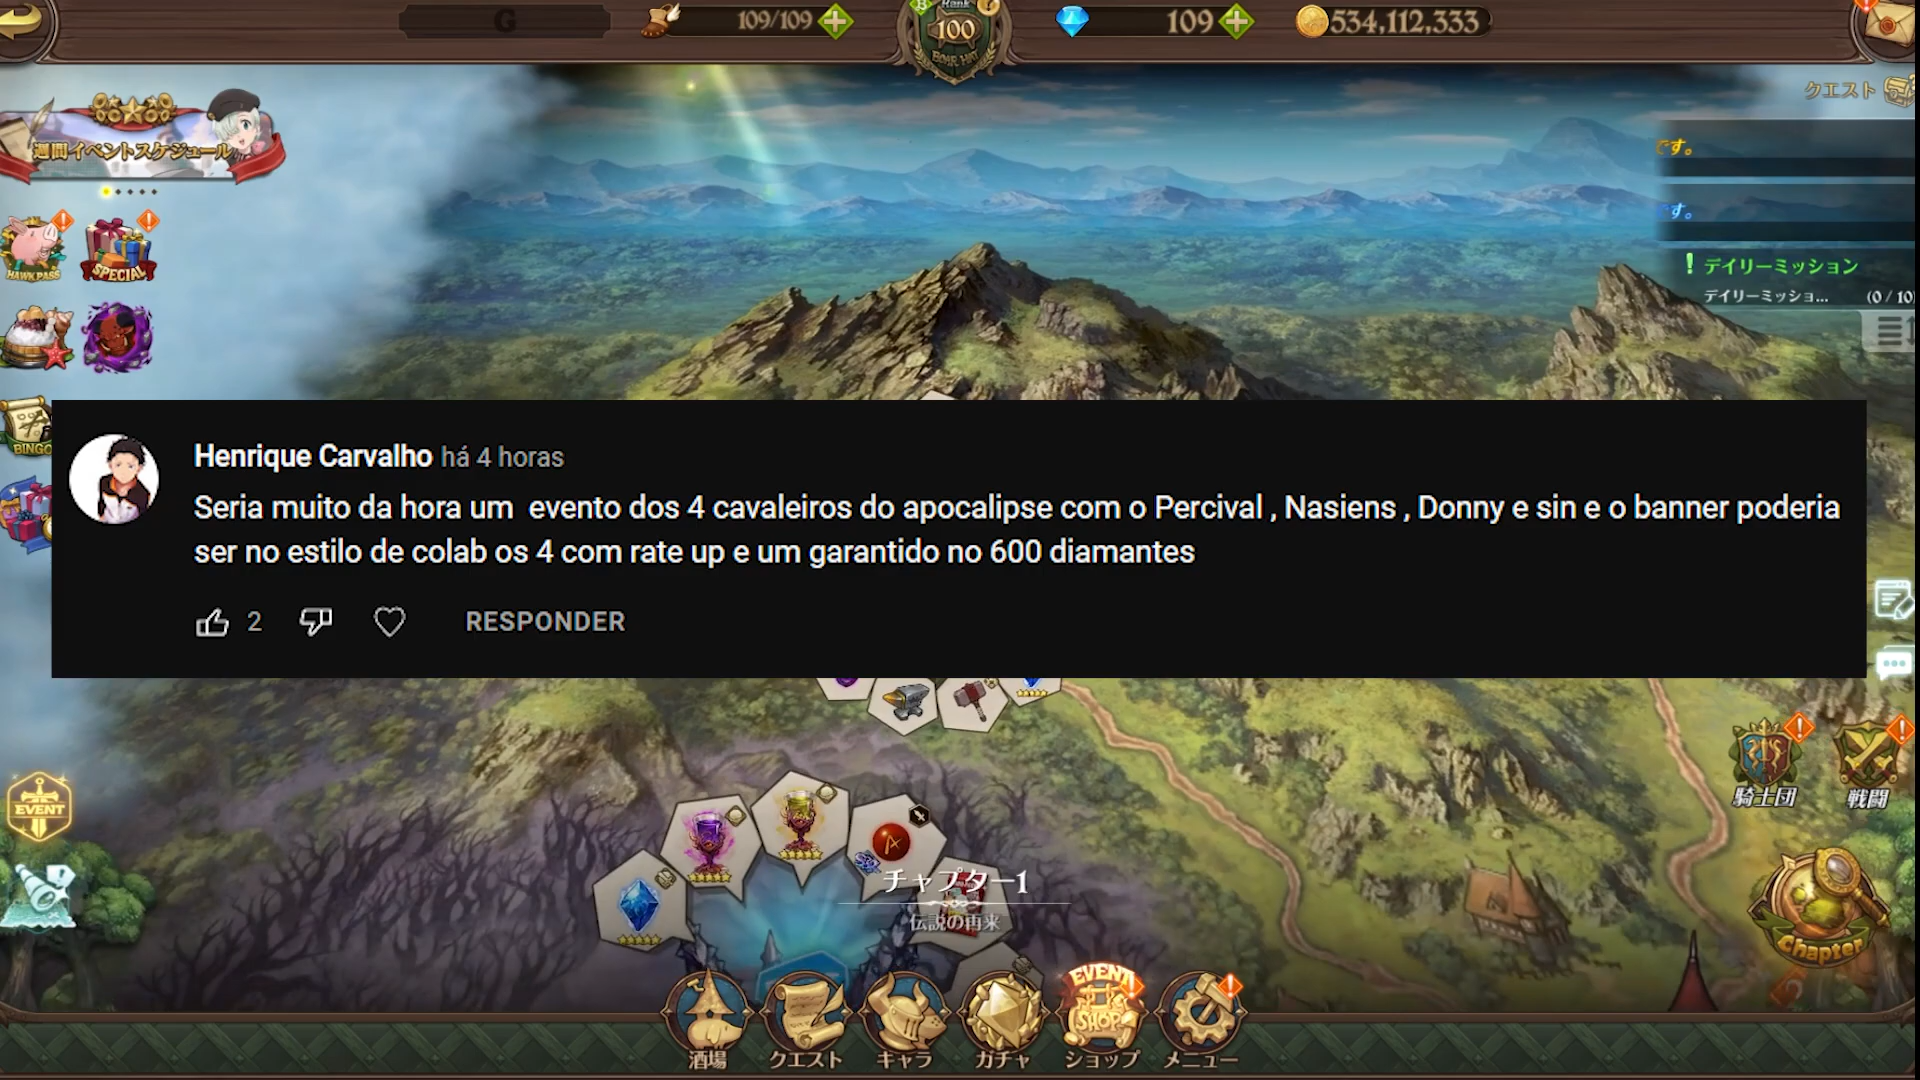 G
109/109
Rank
100
BOAR HAT
109
534,112,333
クエスト
週間イベントスケジュール
です。
す。
デイリーミッション
デイリーミッショ... (0/10
HAWK PASS
SPECIAL
BINGO
Henrique Carvalho há 4 horas
Seria muito da hora um evento dos 4 cavaleiros do apocalipse com o Percival , Nasiens , Donny e sin e o banner poderia
ser no estilo de colab os 4 com rate up e um garantido no 600 diamantes
2
RESPONDER
騎士団
戦闘
EVENT
チャプター1
伝説の再来
Chapter
EVENT
SHOP
酒場
クエスト
キャラ
ガチャ
ショップ
メニュー